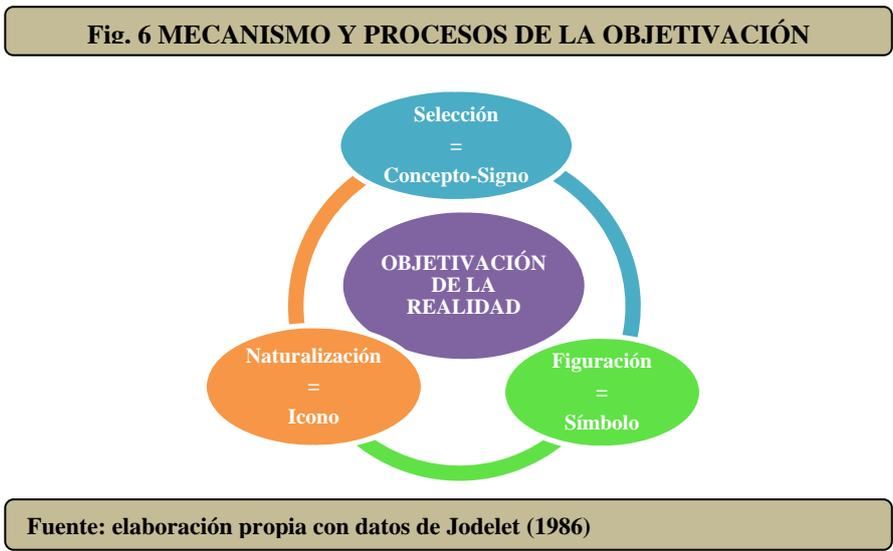 Fig. 6 MECANISMO Y PROCESOS DE LA OBJETIVACIÓN
Selección
=
Concepto-Signo
OBJETIVACIÓN
DE LA
REALIDAD
Naturalización
=
Icono
Figuración
=
Símbolo
Fuente: elaboración propia con datos de Jodelet (1986)